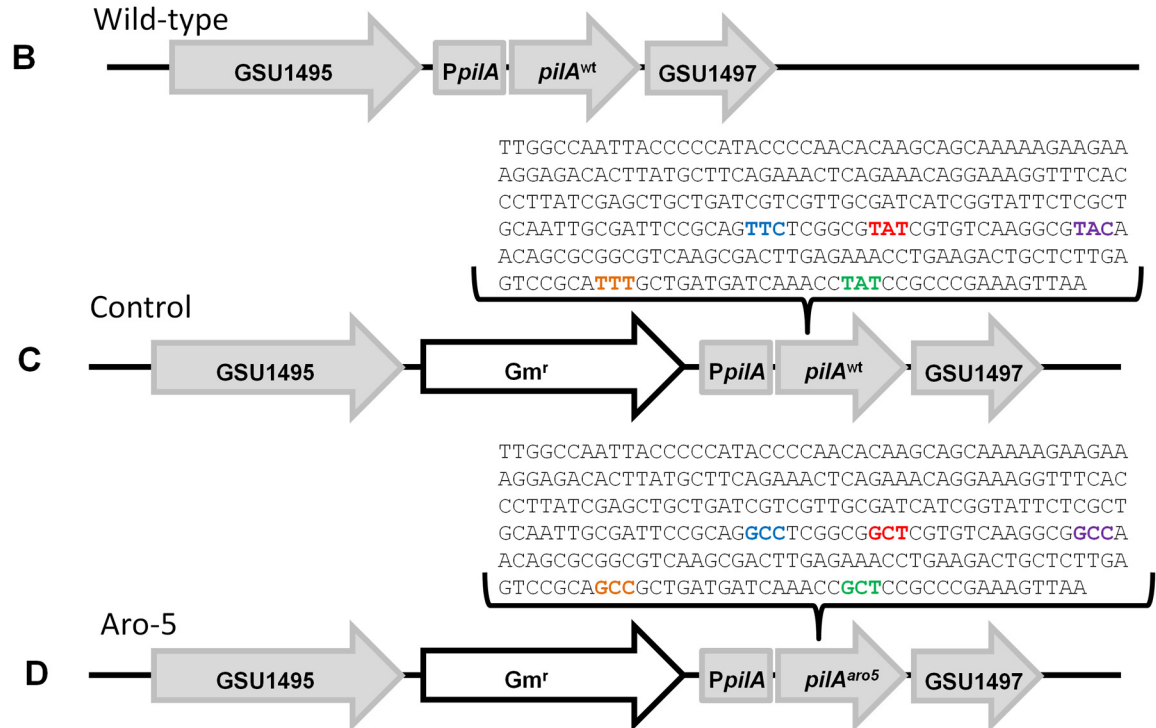 Wild-type
B
GSU1495 PpilA pilAwt GSU1497
TTGGCCAATTACCCCCATACCCCAACACAAGCAGCAAAAAGAAGAA
AGGAGACACTTATGCTTCAGAAACTCAGAAACAGGAAAGGTTTCAC
CCTTATCGAGCTGCTGATCGTCGTTGCGATCATCGGTATTCTCGCT
GCAATTGCGATTCCGCAGTTCTCGGCGTATCGTGTCAAGGCGTACA
ACAGCGCGGCGTCAAGCGACTTGAGAAACCTGAAGACTGCTCTTGA
GTCCGCATTTGCTGATGATCAAACCTATCCGCCCGAAAGTTAA
Control
C
GSU1495 Gmr PpilA pilAwt GSU1497
TTGGCCAATTACCCCCATACCCCAACACAAGCAGCAAAAAGAAGAA
AGGAGACACTTATGCTTCAGAAACTCAGAAACAGGAAAGGTTTCAC
CCTTATCGAGCTGCTGATCGTCGTTGCGATCATCGGTATTCTCGCT
GCAATTGCGATTCCGCAGGCCTCGGCGGCTCGTGTCAAGGCGGCCA
ACAGCGCGGCGTCAAGCGACTTGAGAAACCTGAAGACTGCTCTTGA
GTCCGCAGCCGCTGATGATCAAACCGCTCCGCCCGAAAGTTAA
Aro-5
D
GSU1495 Gmr PpilA pilAaro5 GSU1497